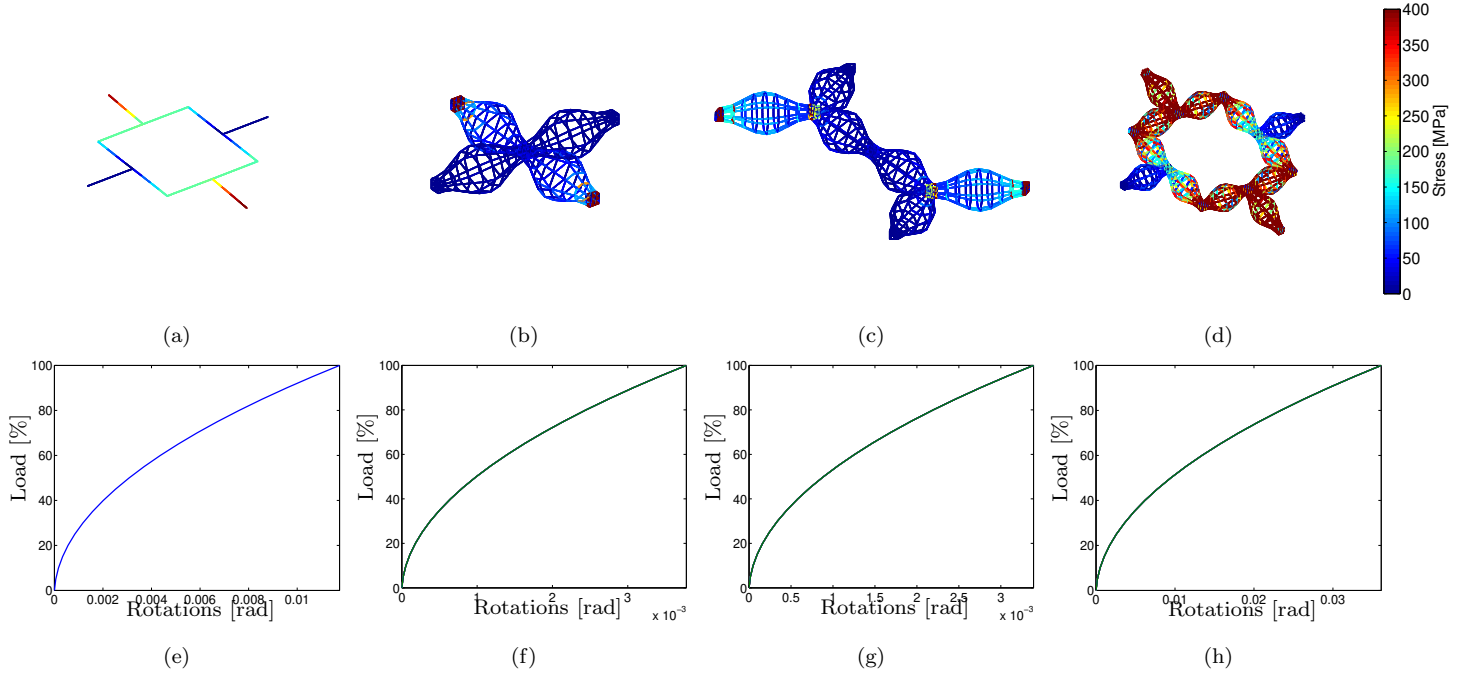 400
350
300
250
200
150
100
50
0
Stress [MPa]
(a) (b) (c) (d)
100
80
60
40
20
0
Load [%]
0 0.002 0.004 0.006 0.008 0.01
Rotations [rad]
100
80
60
40
20
0
Load [%]
0 1 2 3
x 10⁻³
Rotations [rad]
100
80
60
40
20
0
Load [%]
0 0.5 1 1.5 2 2.5 3
x 10⁻³
Rotations [rad]
100
80
60
40
20
0
Load [%]
0 0.01 0.02 0.03
Rotations [rad]
(e) (f) (g) (h)